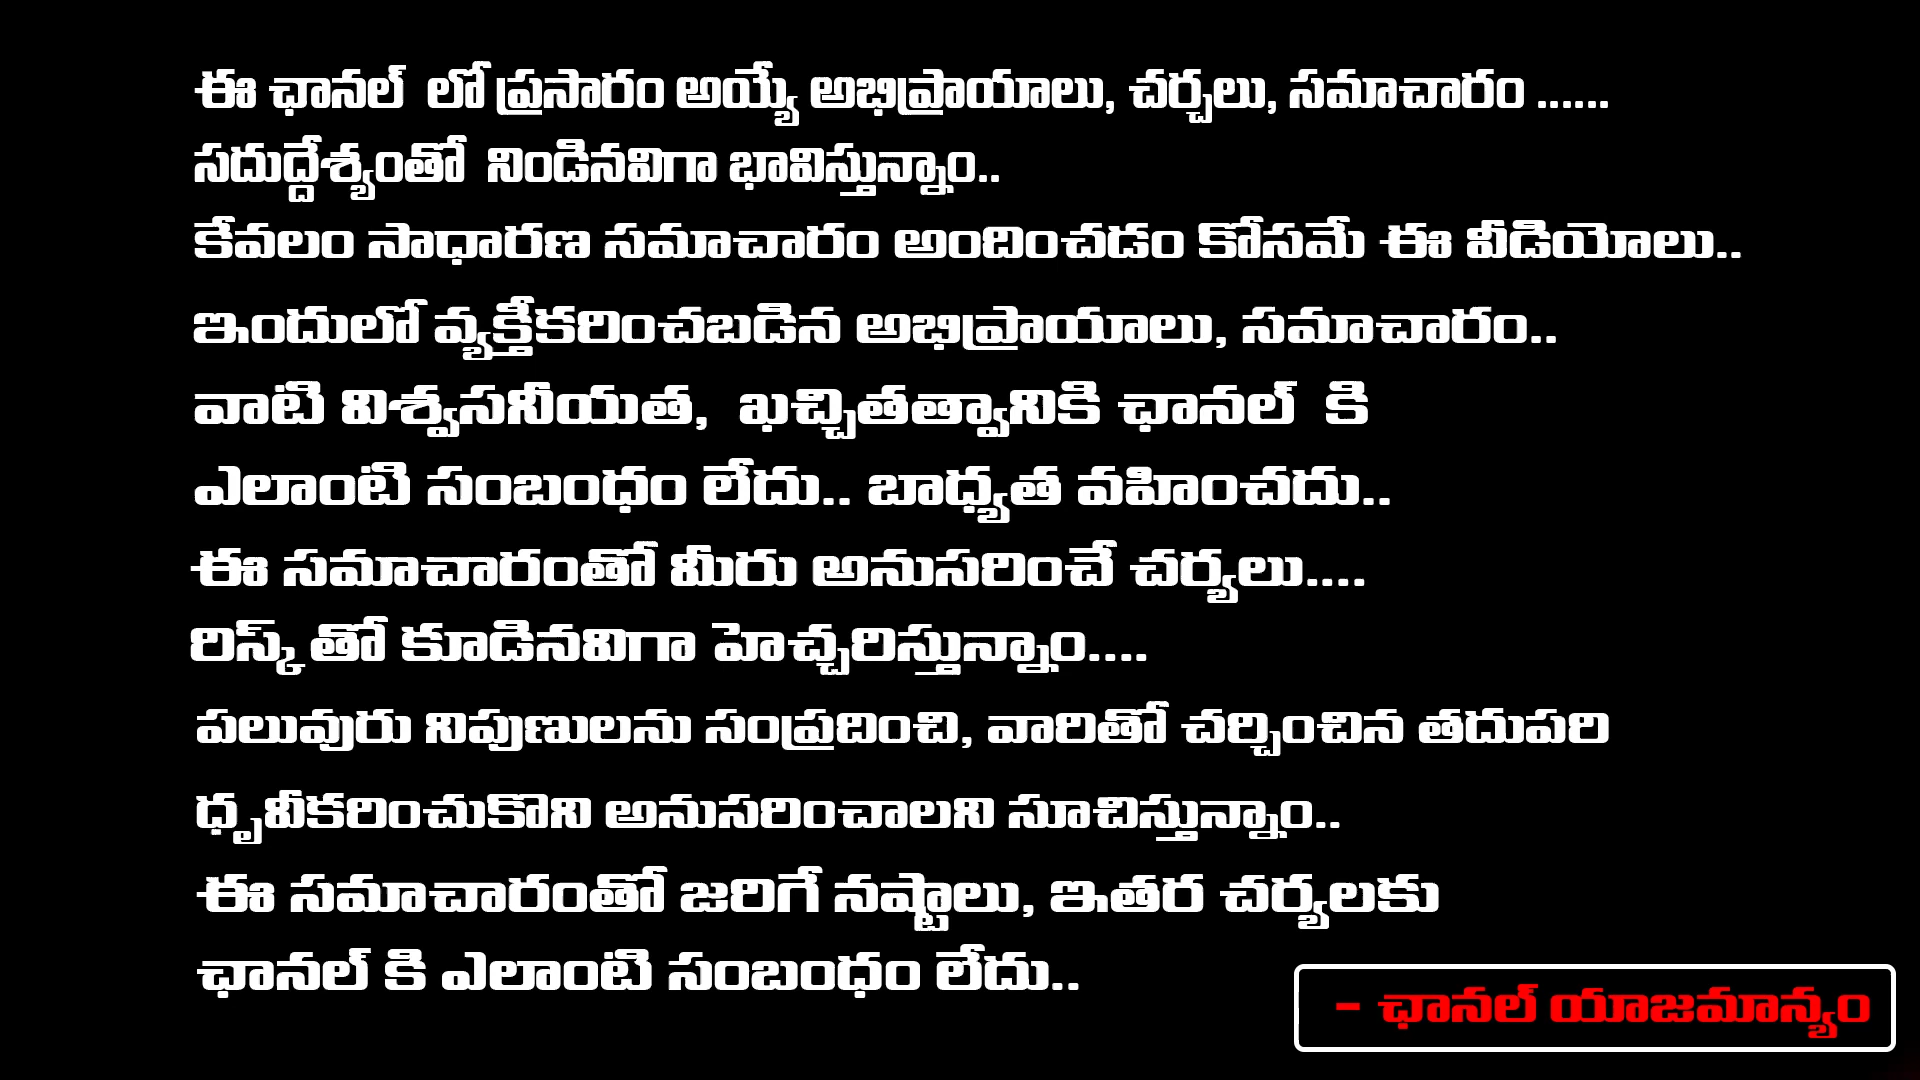 ఈ ఛానల్ లో ప్రసారం అయ్యే అభిప్రాయాలు, చర్చలు, సమాచారం ......
సదుద్దేశ్యంతో నిండినవిగా భావిస్తున్నాం..
కేవలం సాధారణ సమాచారం అందించడం కోసమే ఈ వీడియోలు..
ఇందులో వ్యక్తీకరించబడిన అభిప్రాయాలు, సమాచారం..
వాటి విశ్వసనీయత, ఖచ్చితత్వానికి ఛానల్ కి
ఎలాంటి సంబంధం లేదు.. బాధ్యత వహించదు..
ఈ సమాచారంతో మీరు అనుసరించే చర్యలు....
రిస్క్ తో కూడినవిగా హెచ్చరిస్తున్నాం....
పలువురు నిపుణులను సంప్రదించి, వారితో చర్చించిన తదుపరి
ధృవీకరించుకొని అనుసరించాలని సూచిస్తున్నాం..
ఈ సమాచారంతో జరిగే నష్టాలు, ఇతర చర్యలకు
ఛానల్ కి ఎలాంటి సంబంధం లేదు..
- ఛానల్ యాజమాన్యం